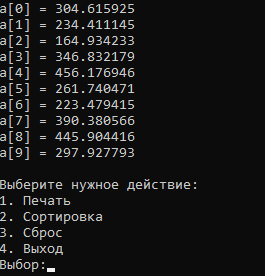 a[0] = 304.615925
a[1] = 234.411145
a[2] = 164.934233
a[3] = 346.832179
a[4] = 456.176946
a[5] = 261.740471
a[6] = 223.479415
a[7] = 390.380566
a[8] = 445.904416
a[9] = 297.927793
Выберите нужное действие:
1. Печать
2. Сортировка
3. Сброс
4. Выход
Выбор: